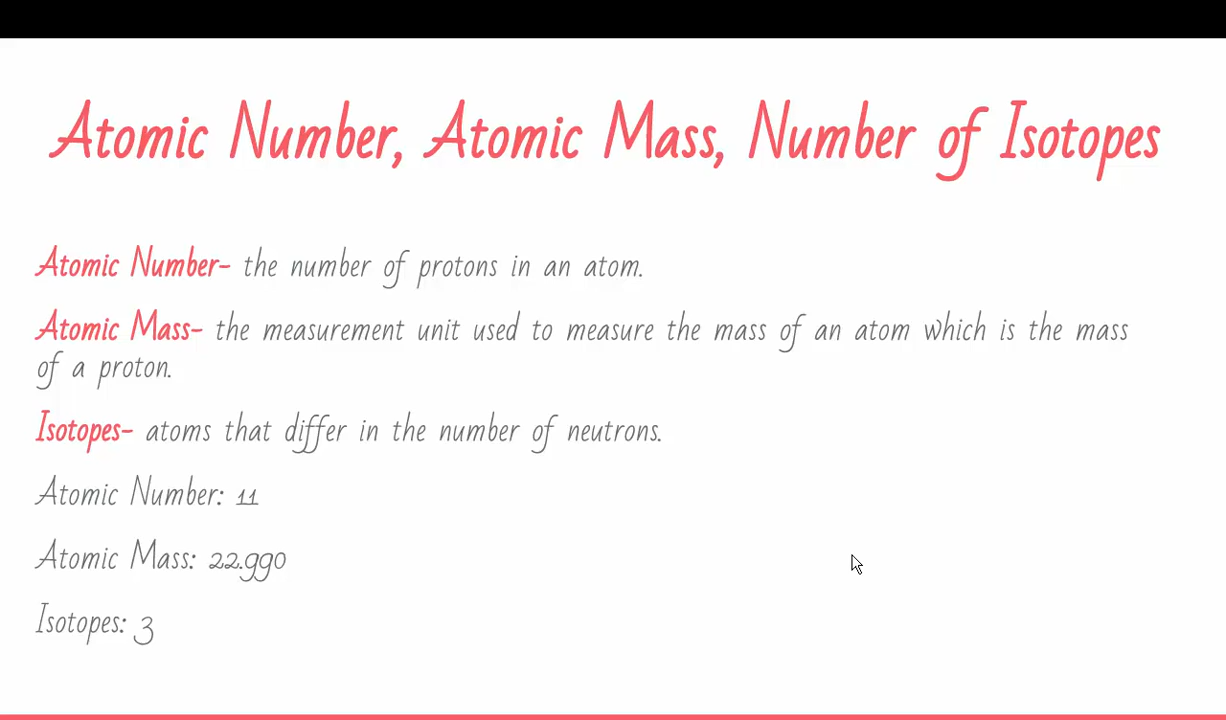 Atomic Number, Atomic Mass, Number of Isotopes
Atomic Number- the number of protons in an atom.
Atomic Mass- the measurement unit used to measure the mass of an atom which is the mass
of a proton.
Isotopes- atoms that differ in the number of neutrons.
Atomic Number: 11
Atomic Mass: 22.990
Isotopes: 3